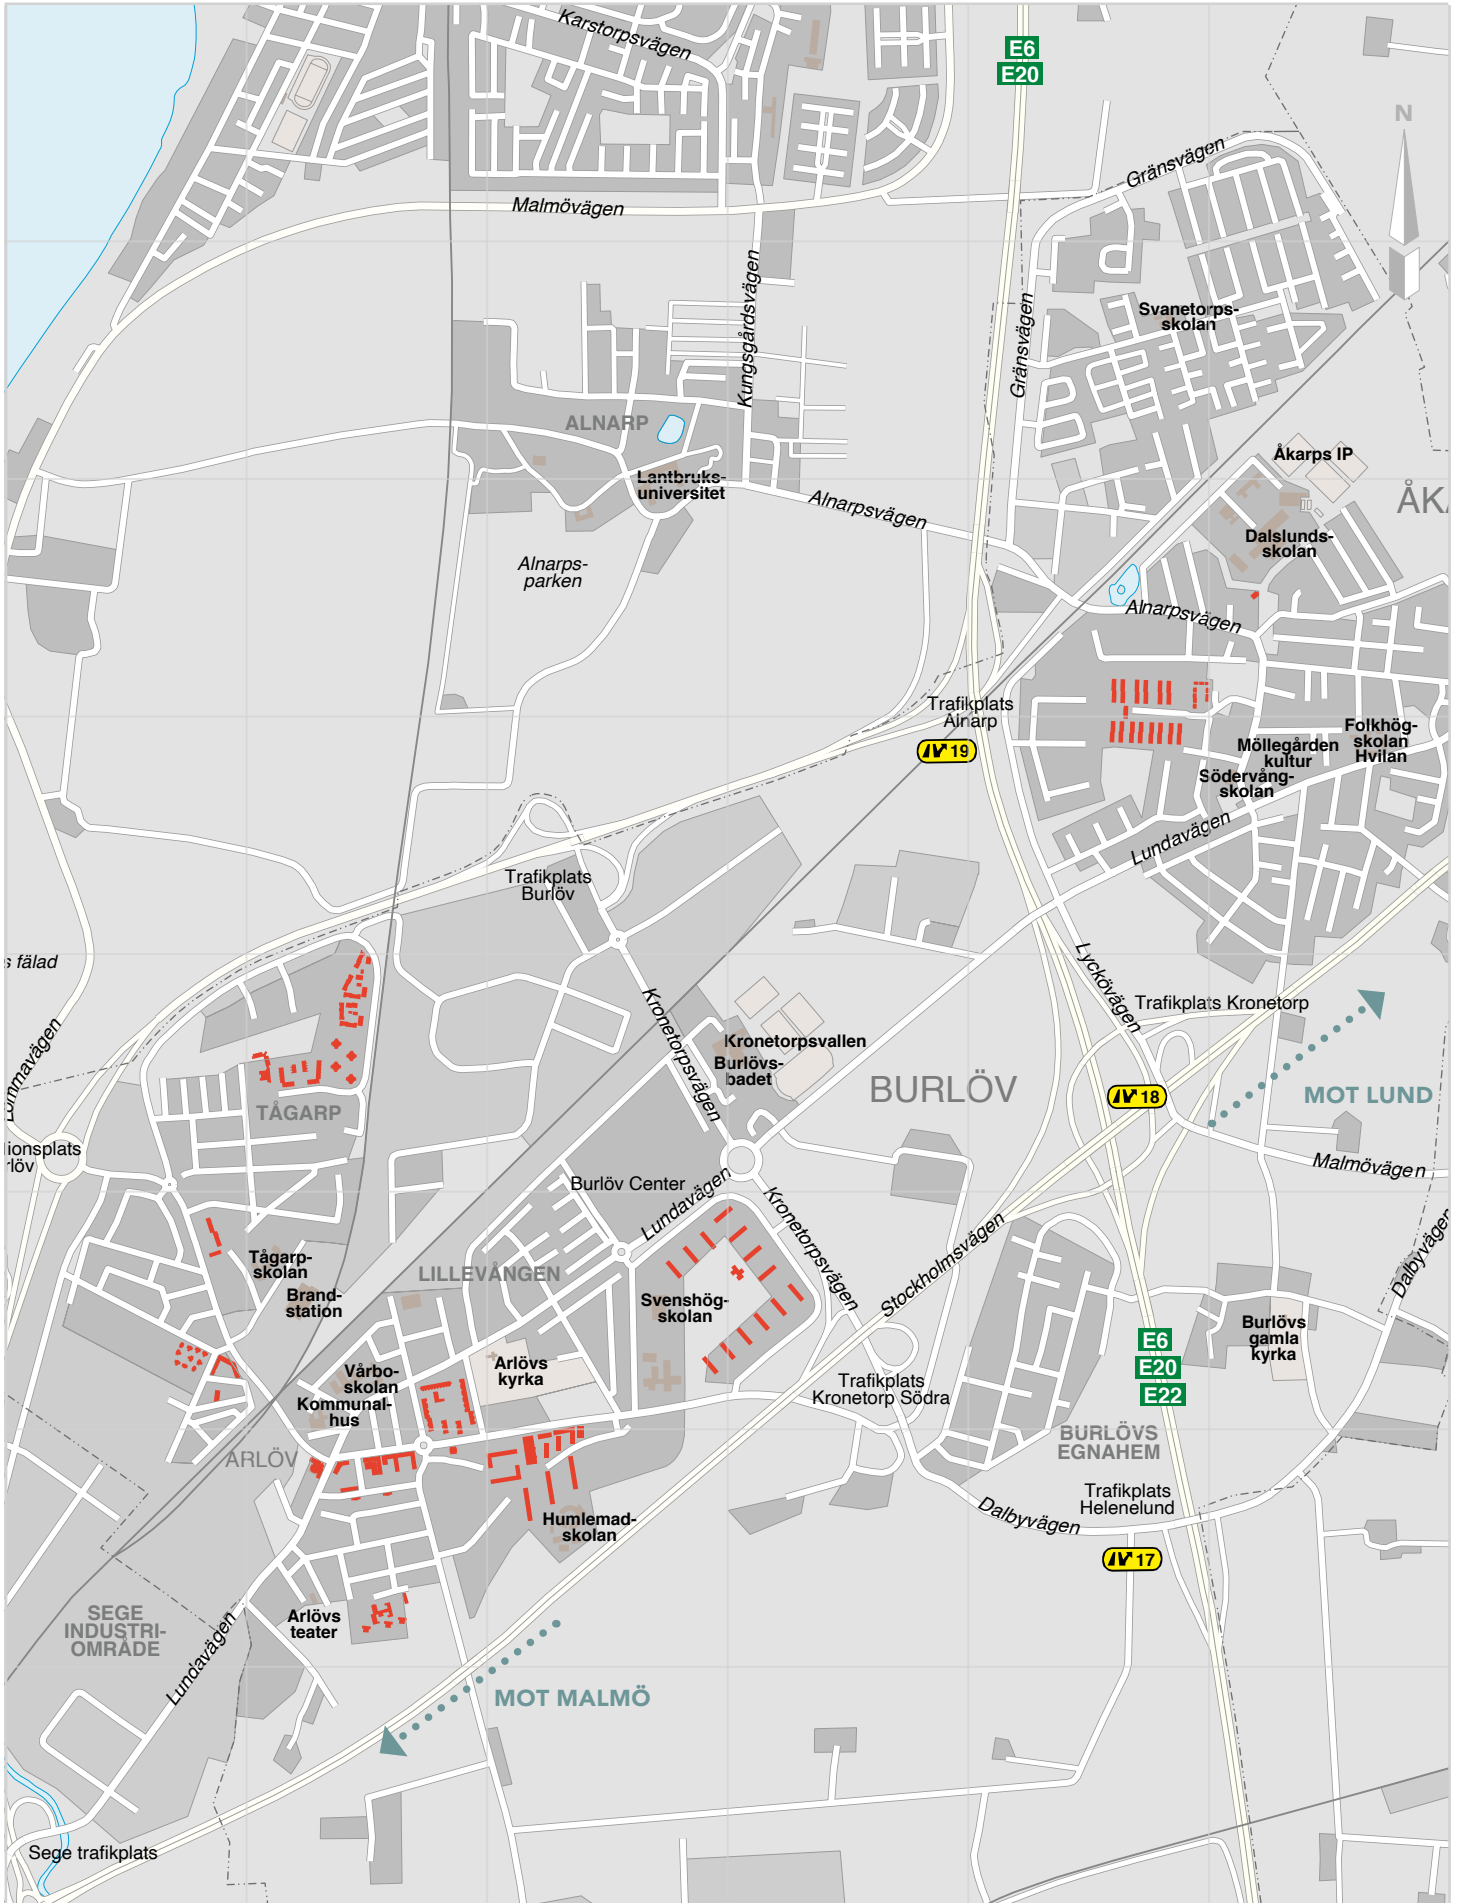 Karstorpsvägen
E6
E20
N
Gränsvägen
Malmövägen
Kungsgårdsvägen
Gränsvägen
Svanetorps-
skolan
ALNARP
Lantbruks-
universitet
Alnarpsvägen
Åkarps IP
ÅKA
Dalslunds-
skolan
Alnarps-
parken
Alnarpsvägen
Trafikplats
Alnarp
19
Folkhög-
skolan
Hvilan
Möllegården
kultur
Södervång-
skolan
Lundavägen
Trafikplats
Burlöv
s fälad
Lommavägen
Kronetorpsvägen
Lyckövägen
Trafikplats Kronetorp
Kronetorpsvallen
Burlövs-
badet
BURLÖV
18
MOT LUND
TÅGARP
lionsplats
rlöv
Malmövägen
Burlöv Center
Lundavägen
Kronetorpsvägen
Stockholmsvägen
Dalbyvägen
Tågarp-
skolan
LILLEVÅNGEN
Brand-
station
Svenshög-
skolan
Burlövs
gamla
kyrka
E6
E20
E22
Vårbo-
skolan
Kommunal-
hus
Arlövs
kyrka
Trafikplats
Kronetorp Södra
ARLÖV
BURLÖVS
EGNAHEM
Trafikplats
Helenelund
Dalbyvägen
17
Humlemad-
skolan
SEGE
INDUSTRI-
OMRÅDE
Lundavägen
Arlövs
teater
MOT MALMÖ
Sege trafikplats